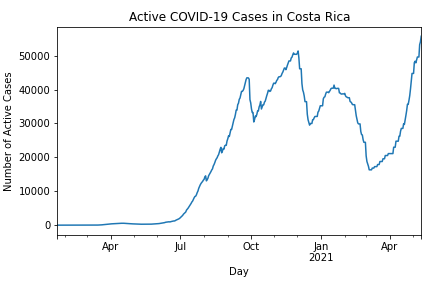 Active COVID-19 Cases in Costa Rica
Number of Active Cases
50000
40000
30000
20000
10000
0
Apr
Jul
Oct
Jan
2021
Apr
Day